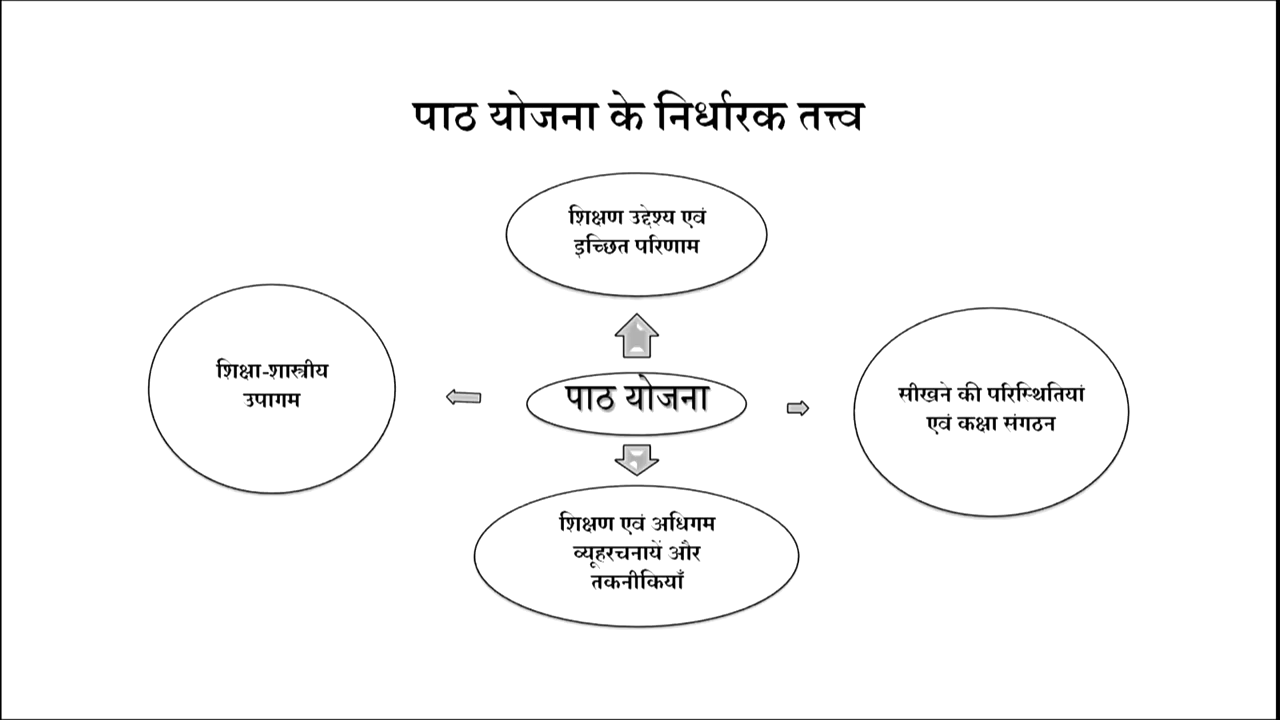 पाठ योजना के निर्धारक तत्त्व
शिक्षण उद्देश्य एवं
इच्छित परिणाम
शिक्षा-शास्त्रीय
उपागम
पाठ योजना
सीखने की परिस्थितियां
एवं कक्षा संगठन
शिक्षण एवं अधिगम
व्यूहरचनायें और
तकनीकियाँ